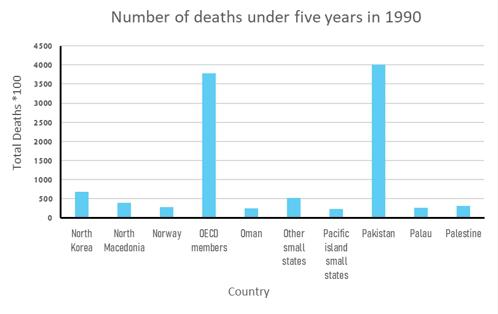 Number of deaths under five years in 1990
Total Deaths *100
4500
4000
3500
3000
2500
2000
1500
1000
500
0
North
Korea
North
Macedonia
Norway
OECD
members
Oman
Other
small
states
Pacific
island
small
states
Pakistan
Palau
Palestine
Country